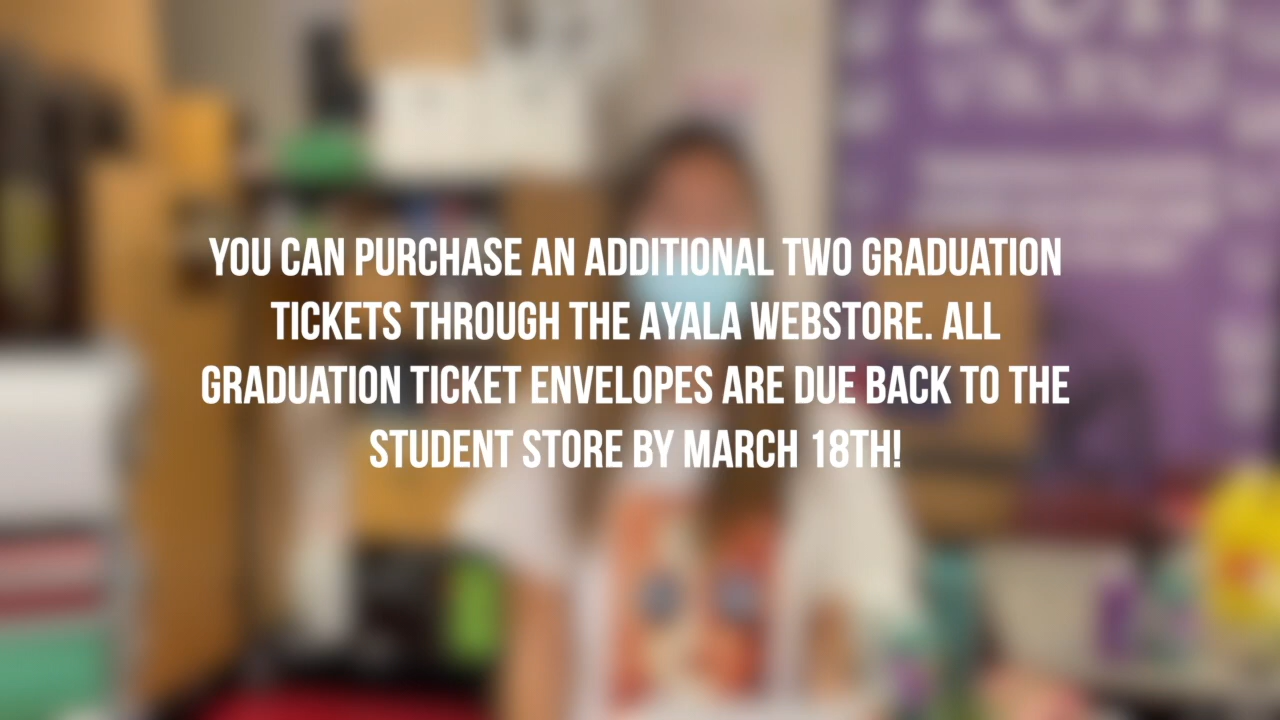 YOU CAN PURCHASE AN ADDITIONAL TWO GRADUATION
TICKETS THROUGH THE AYALA WEBSTORE. ALL
GRADUATION TICKET ENVELOPES ARE DUE BACK TO THE
STUDENT STORE BY MARCH 18TH!